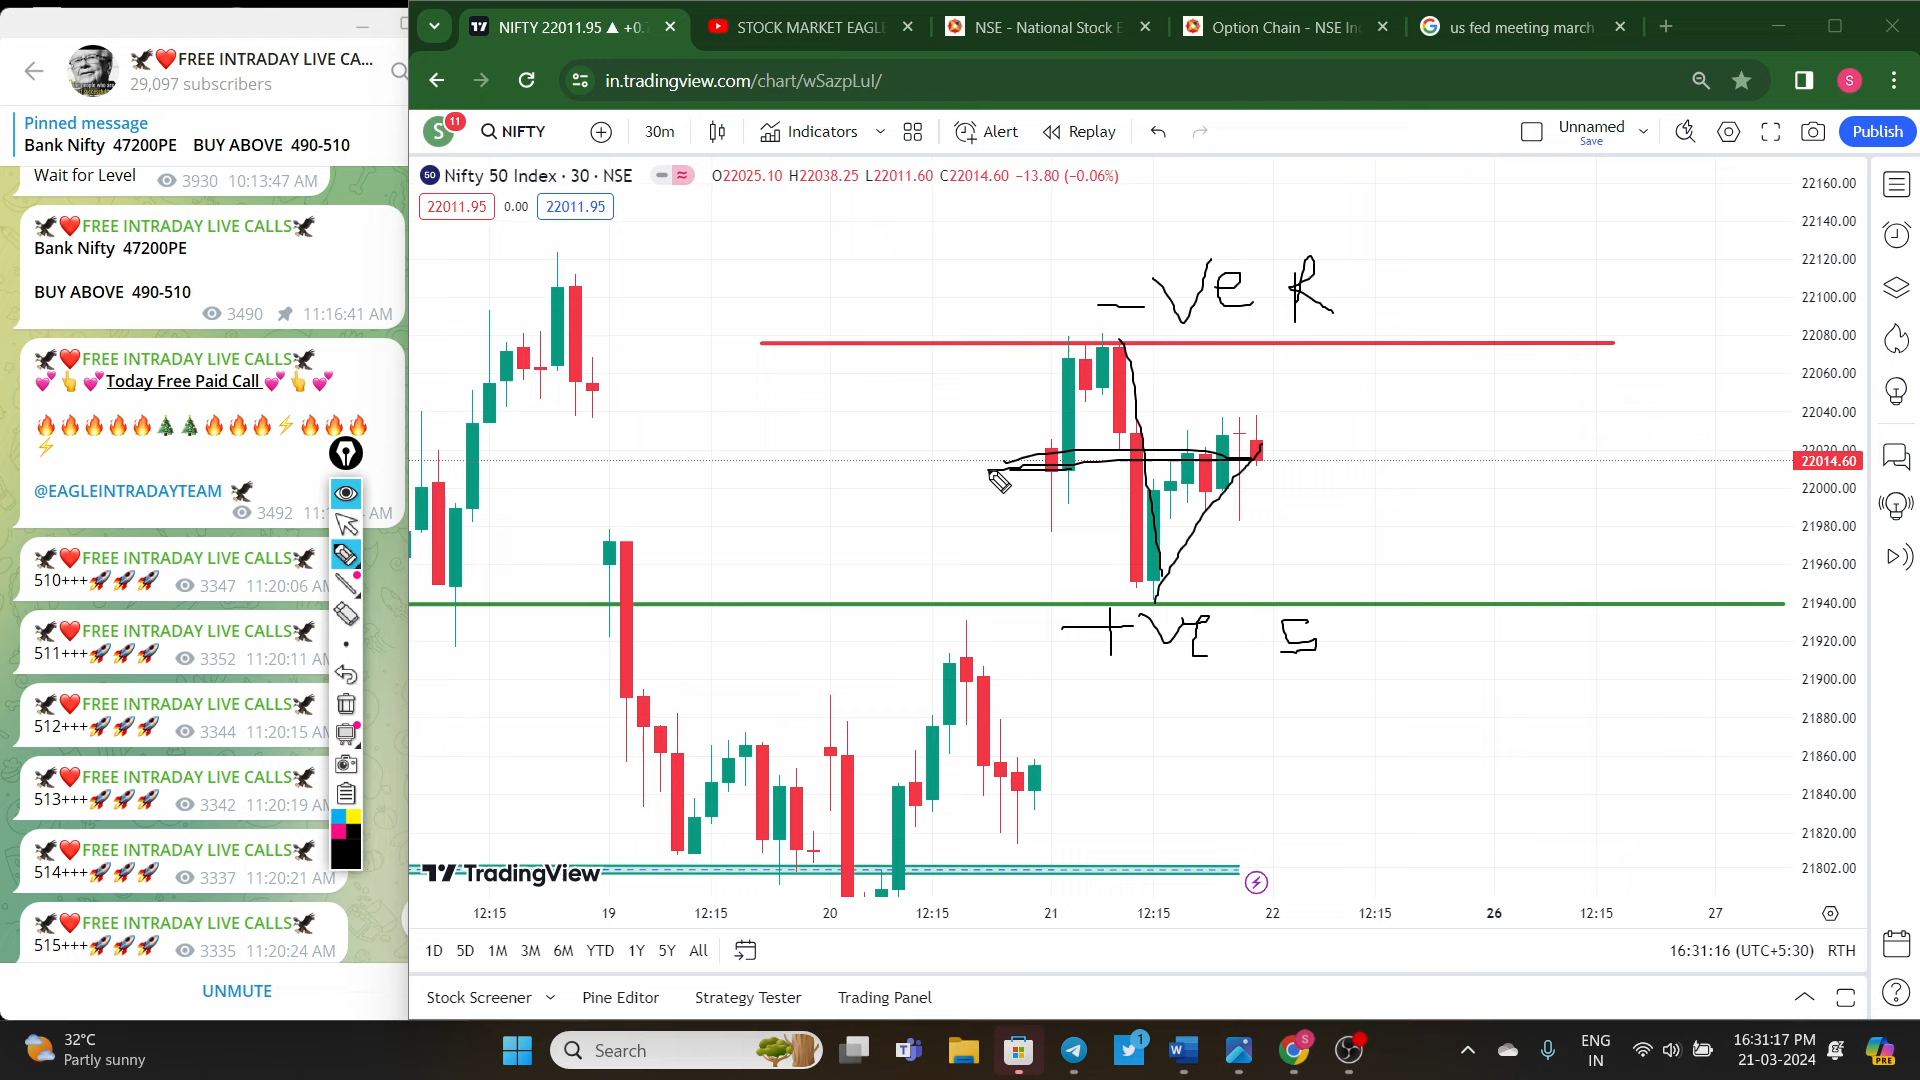 FREE INTRADAY LIVE CA...
29,097 subscribers
Pinned message
Bank Nifty 47200PE BUY ABOVE 490-510
Wait for Level 3930 10:13:47 AM
FREE INTRADAY LIVE CALLS
Bank Nifty 47200PE
BUY ABOVE 490-510
3490 11:16:41 AM
FREE INTRADAY LIVE CALLS
Today Free Paid Call
@EAGLEINTRADAYTEAM
3492 AM
FREE INTRADAY LIVE CALLS
510+++ 3347 11:20:06 AM
FREE INTRADAY LIVE CALLS
511+++ 3352 11:20:11
FREE INTRADAY LIVE CALLS
512+++ 3344 11:20:15
FREE INTRADAY LIVE CALLS
513+++ 3342 11:20:19
FREE INTRADAY LIVE CALLS
514+++ 3337 11:20:21 AM
FREE INTRADAY LIVE CALLS
515+++ 3335 11:20:24 AM
UNMUTE
NIFTY 22011.95 ▲ +0.
STOCK MARKET EAGLE
NSE - National Stock E
Option Chain - NSE In
us fed meeting march
in.tradingview.com/chart/wSazpLuI/
S
S
11
NIFTY
30m
Indicators
Alert
Replay
Unnamed
Save
Publish
50 Nifty 50 Index · 30 · NSE
O22025.10 H22038.25 L22011.60 C22014.60 −13.80 (−0.06%)
22011.95 0.00 22011.95
-Ve R
+ve S
22160.00
22140.00
22120.00
22100.00
22080.00
22060.00
22040.00
22020.00
22014.60
22000.00
21980.00
21960.00
21940.00
21920.00
21900.00
21880.00
21860.00
21840.00
21820.00
21802.00
TradingView
12:15 19 12:15 20 12:15 21 12:15 22 12:15 26 12:15 27
1D 5D 1M 3M 6M YTD 1Y 5Y All
16:31:16 (UTC+5:30) RTH
Stock Screener Pine Editor Strategy Tester Trading Panel
32°C
Partly sunny
Search
1
ENG
IN
16:31:17 PM
21-03-2024
PRE